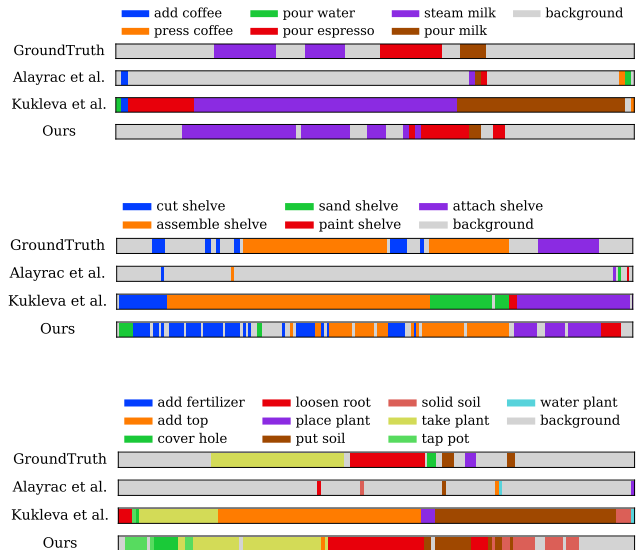 add coffee pour water steam milk background
press coffee pour espresso pour milk
GroundTruth
Alayrac et al.
Kukleva et al.
Ours
cut shelve sand shelve attach shelve
assemble shelve paint shelve background
GroundTruth
Alayrac et al.
Kukleva et al.
Ours
add fertilizer loosen root solid soil water plant
add top place plant take plant background
cover hole put soil tap pot
GroundTruth
Alayrac et al.
Kukleva et al.
Ours